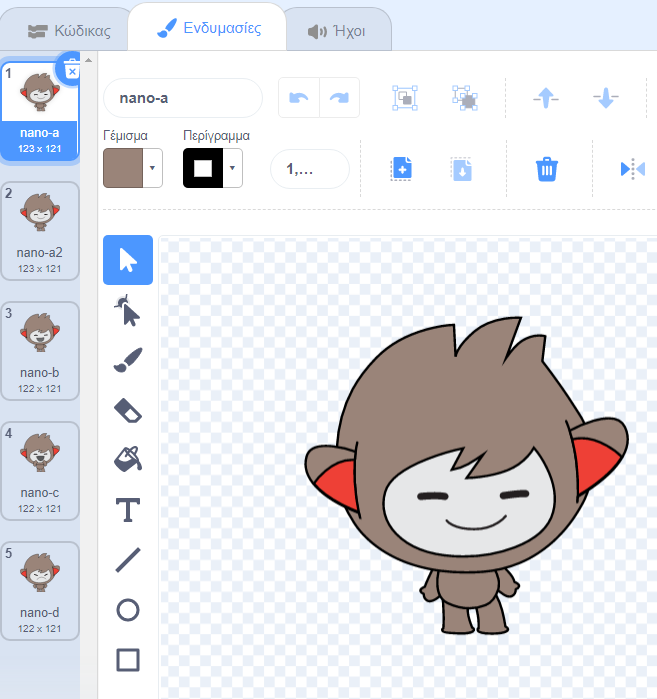 Κώδικας
Ενδυμασίες
Ήχοι
1
nano-a
123 x 121
2
nano-a2
123 x 121
3
nano-b
122 x 121
4
nano-c
122 x 121
5
nano-d
122 x 121
nano-a
Γέμισμα
Περίγραμμα
1,...
T